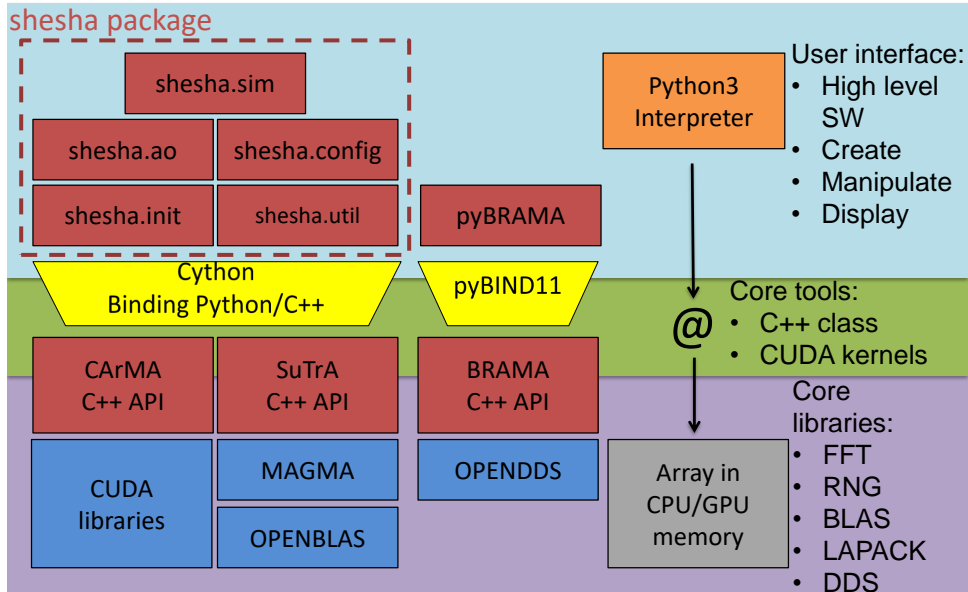 shesha package
shesha.sim
shesha.ao
shesha.config
shesha.init
shesha.util
pyBRAMA
Python3
Interpreter
User interface:
• High level
SW
• Create
• Manipulate
• Display
Cython
Binding Python/C++
pyBIND11
@
Core tools:
• C++ class
• CUDA kernels
CArMA
C++ API
SuTrA
C++ API
BRAMA
C++ API
CUDA
libraries
MAGMA
OPENBLAS
OPENDDS
Array in
CPU/GPU
memory
Core
libraries:
• FFT
• RNG
• BLAS
• LAPACK
• DDS